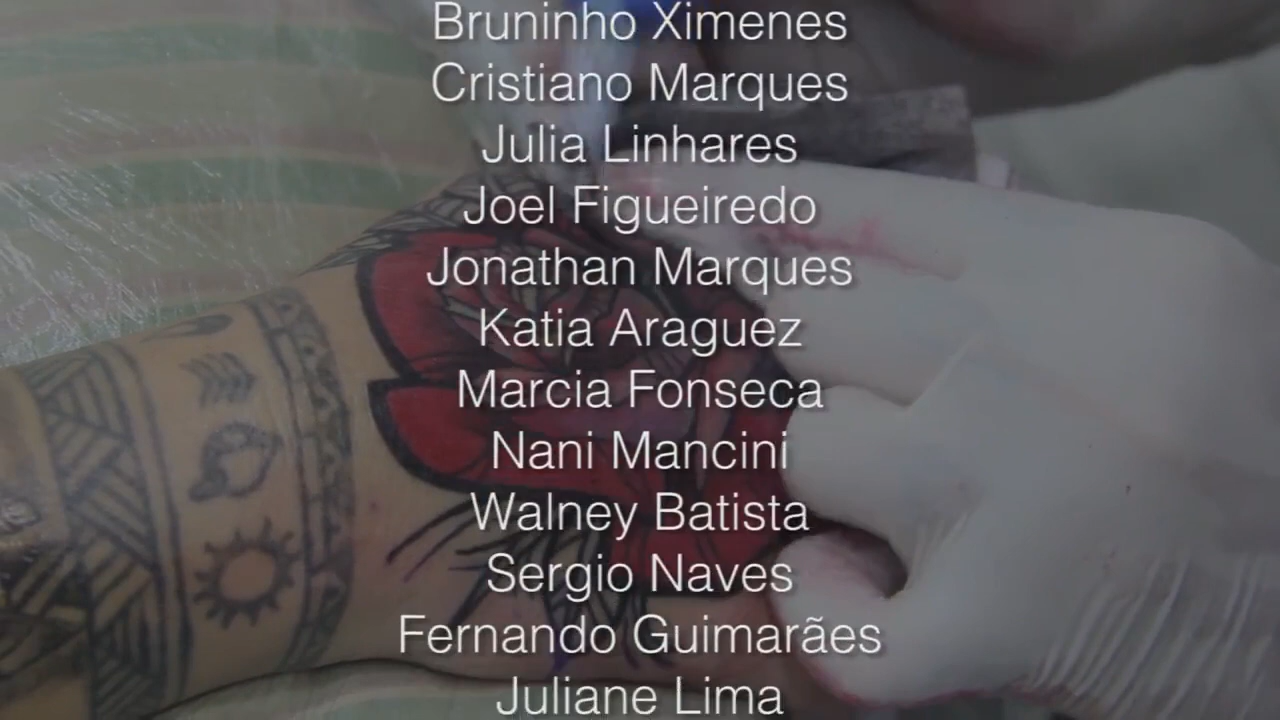 Bruninho Ximenes
Cristiano Marques
Julia Linhares
Joel Figueiredo
Jonathan Marques
Katia Araguez
Marcia Fonseca
Nani Mancini
Walney Batista
Sergio Naves
Fernando Guimarães
Juliane Lima